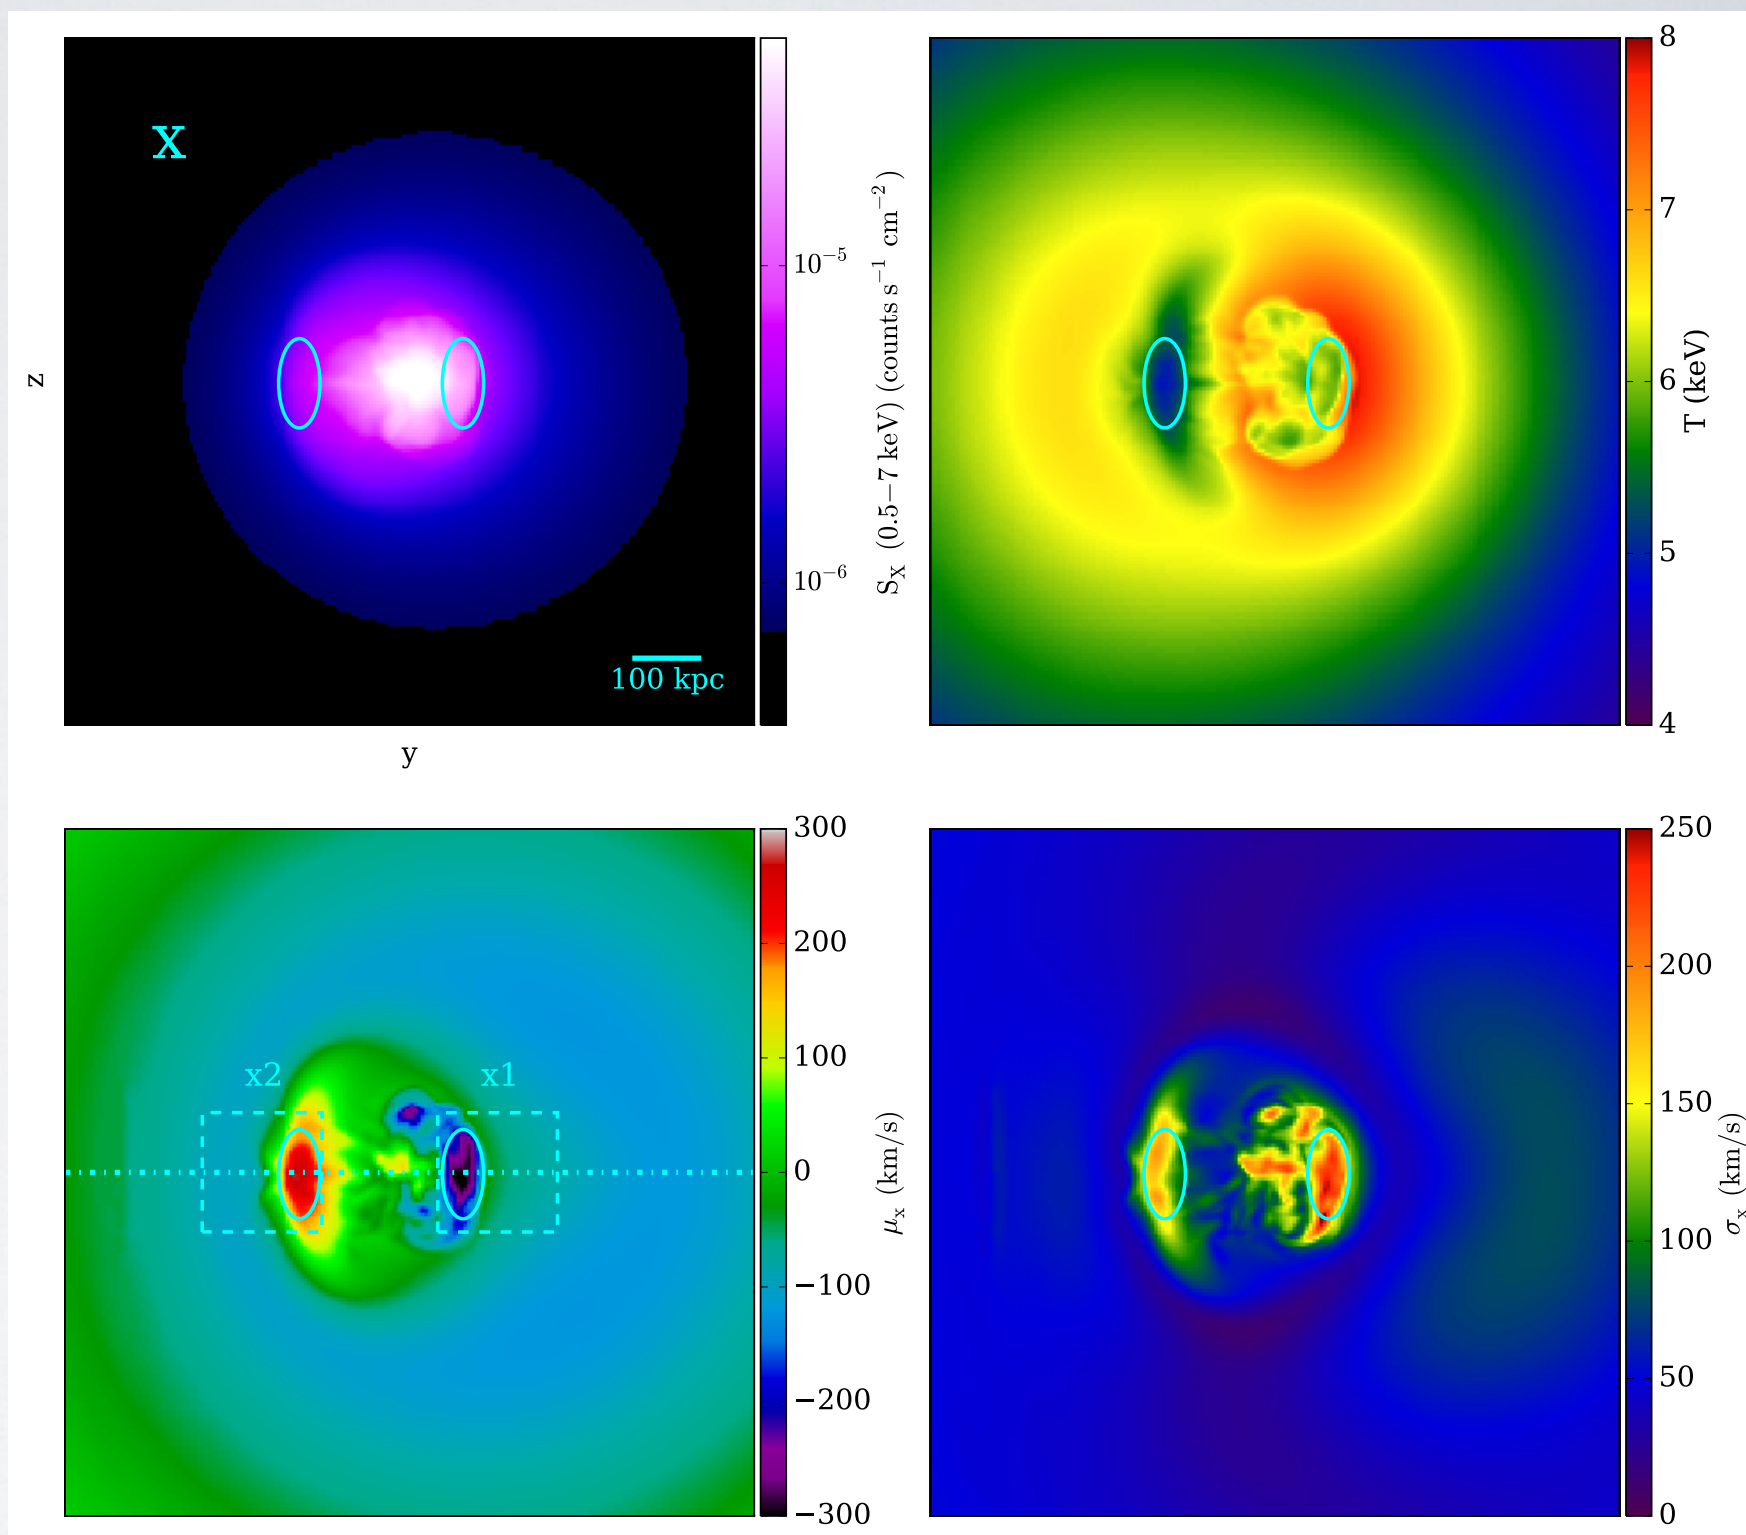 x
z
y
100 kpc
10⁻⁵
10⁻⁶
S_X (0.5−7 keV) (counts s⁻¹ cm⁻²)
8
7
6
5
4
T (keV)
x2
x1
300
200
100
0
−100
−200
−300
μ_x (km/s)
250
200
150
100
50
0
σ_x (km/s)